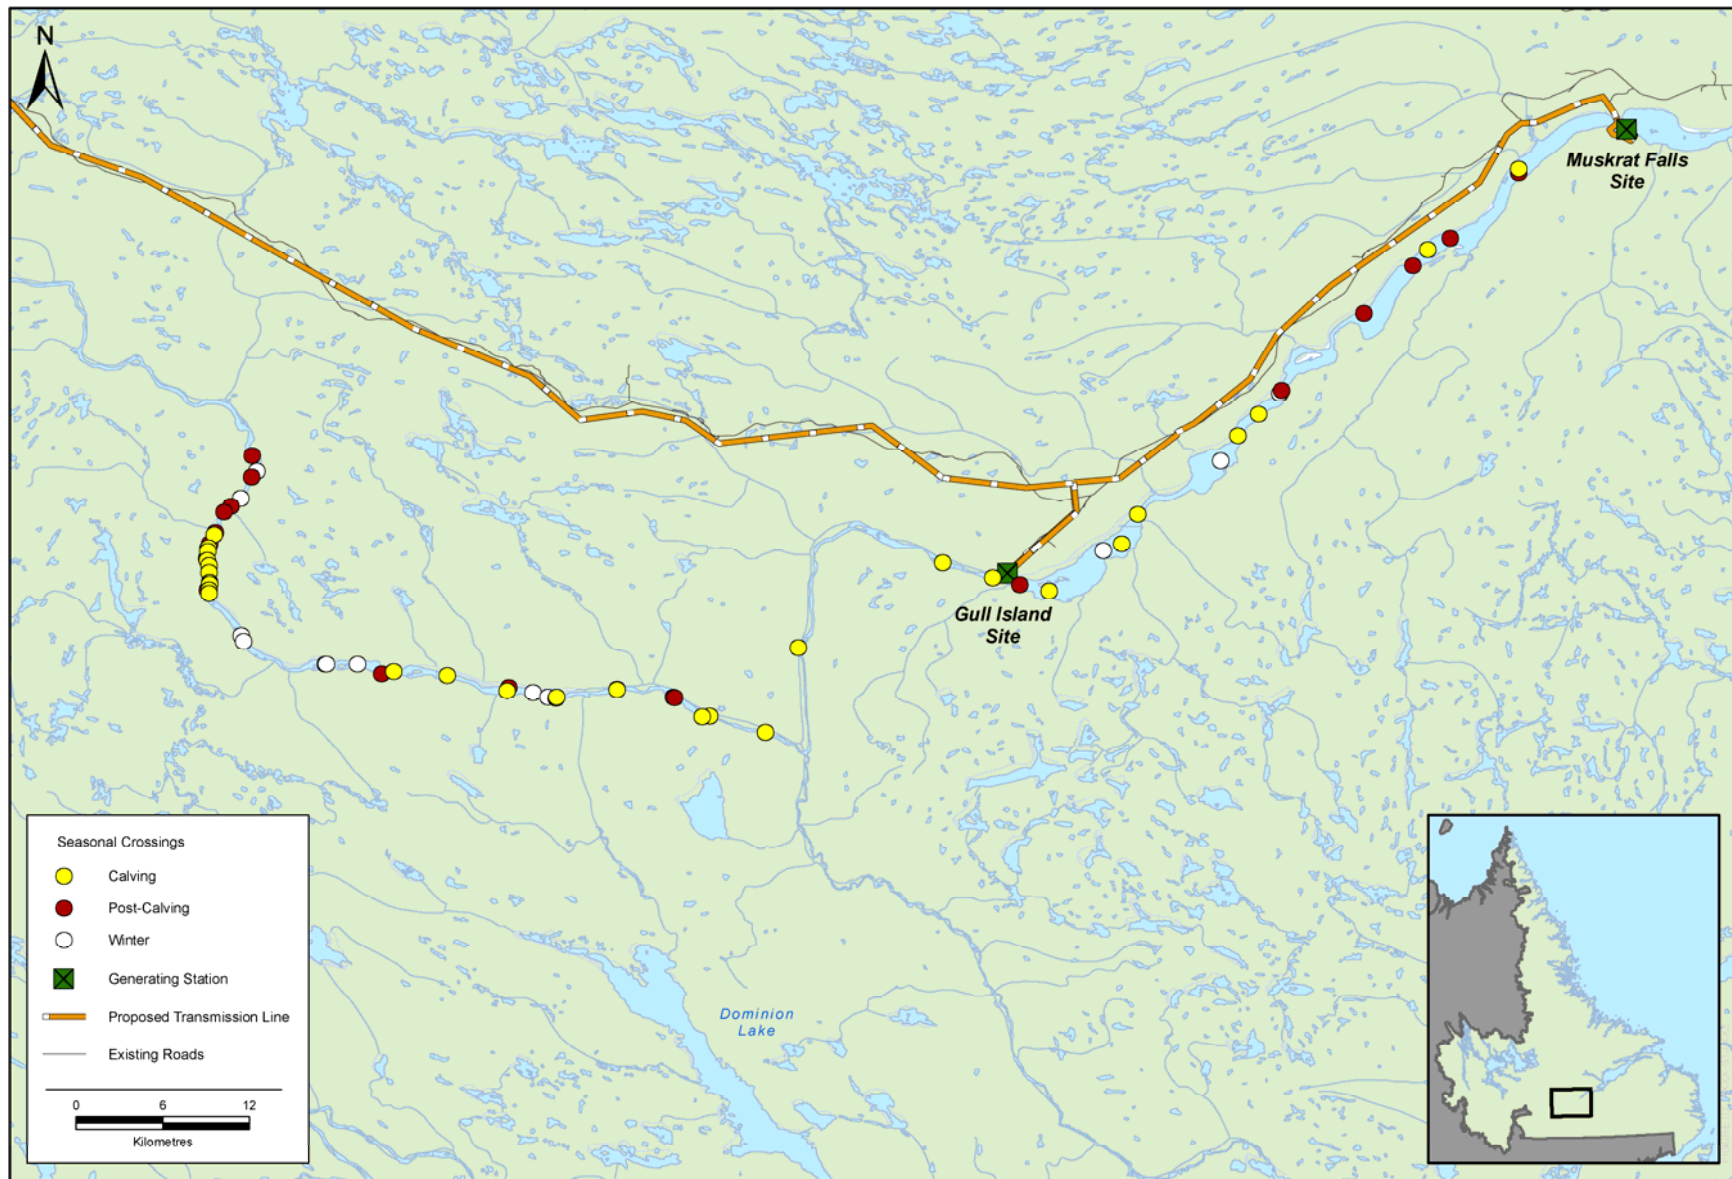 N
Muskrat Falls
Site
Gull Island
Site
Dominion
Lake
Seasonal Crossings
Calving
Post-Calving
Winter
Generating Station
Proposed Transmission Line
Existing Roads
0 6 12
Kilometres